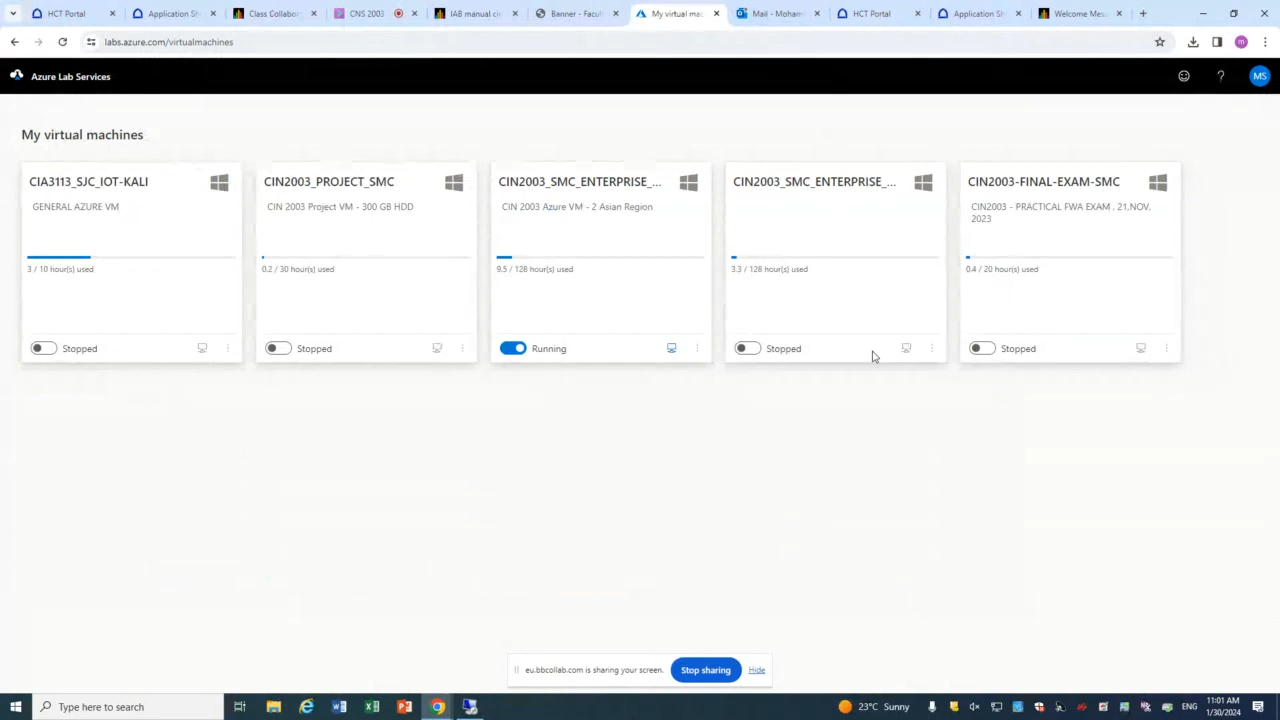 HCT Portal
Application Sh
Class Collabor
CNS 2003
IAB manual cin
Banner - Facul
My virtual mac
Mail - Moham
HCT Portal
Application Sh
Welcome Mess
labs.azure.com/virtualmachines
m
Azure Lab Services
?
MS
My virtual machines
CIA3113_SJC_IOT-KALI
GENERAL AZURE VM
3 / 10 hour(s) used
Stopped
CIN2003_PROJECT_SMC
CIN 2003 Project VM - 300 GB HDD
0.2 / 30 hour(s) used
Stopped
CIN2003_SMC_ENTERPRISE_...
CIN 2003 Azure VM - 2 Asian Region
9.5 / 128 hour(s) used
Running
CIN2003_SMC_ENTERPRISE_...
3.3 / 128 hour(s) used
Stopped
CIN2003-FINAL-EXAM-SMC
CIN2003 - PRACTICAL FWA EXAM , 21,NOV,
2023
0.4 / 20 hour(s) used
Stopped
eu.bbcollab.com is sharing your screen.
Stop sharing
Hide
Type here to search
23°C Sunny
ENG
11:01 AM
1/30/2024